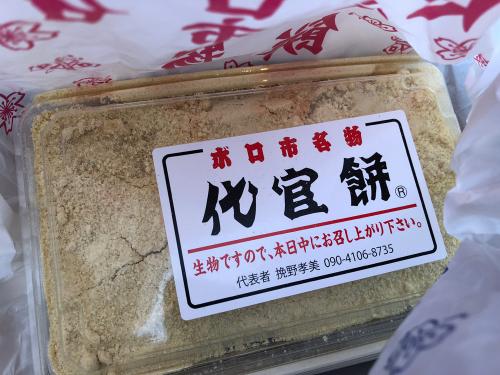 ボロ市名物
代官餅®
生物ですので、本日中にお召し上がり下さい。
代表者 挽野孝美 090-4106-8735